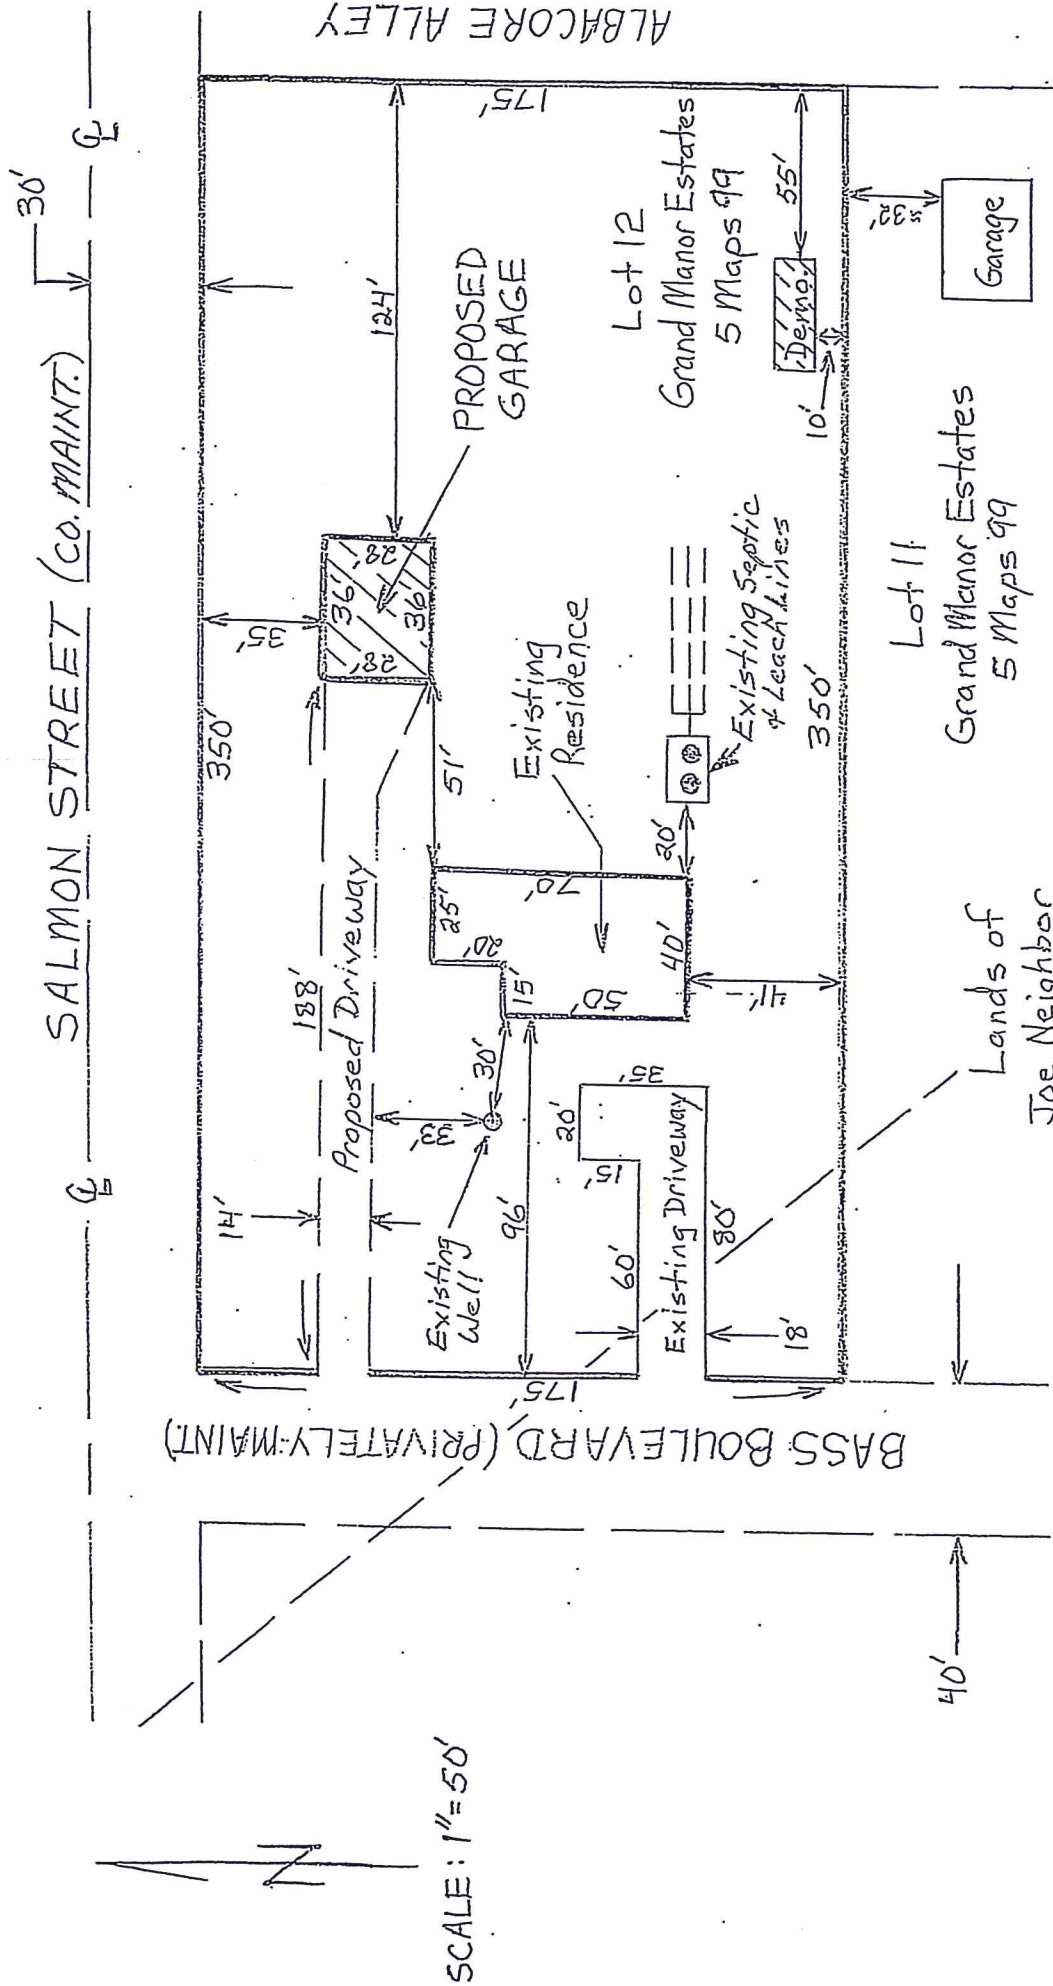 30'
SALMON STREET (CO. MAINT.)
ALBACORE ALLEY
BASS BOULEVARD (PRIVATELY MAINT.)
N
SCALE: 1"=50'
40'
350'
175'
175'
350'
35'
188'
14'
Proposed Driveway
33'
30'
Existing
Well
96'
28'
36'
28'
36'
124'
PROPOSED
GARAGE
51'
25'
20'
15'
50'
40'
70'
Existing
Residence
20'
41'
Existing Septic
& Leach Lines
20'
35'
15'
60'
Existing Driveway
80'
18'
Lot 12
Grand Manor Estates
5 Maps 99
Demo
55'
10'
32'
Garage
Lot 11
Grand Manor Estates
5 Maps 99
Lands of
Joe Neighbor